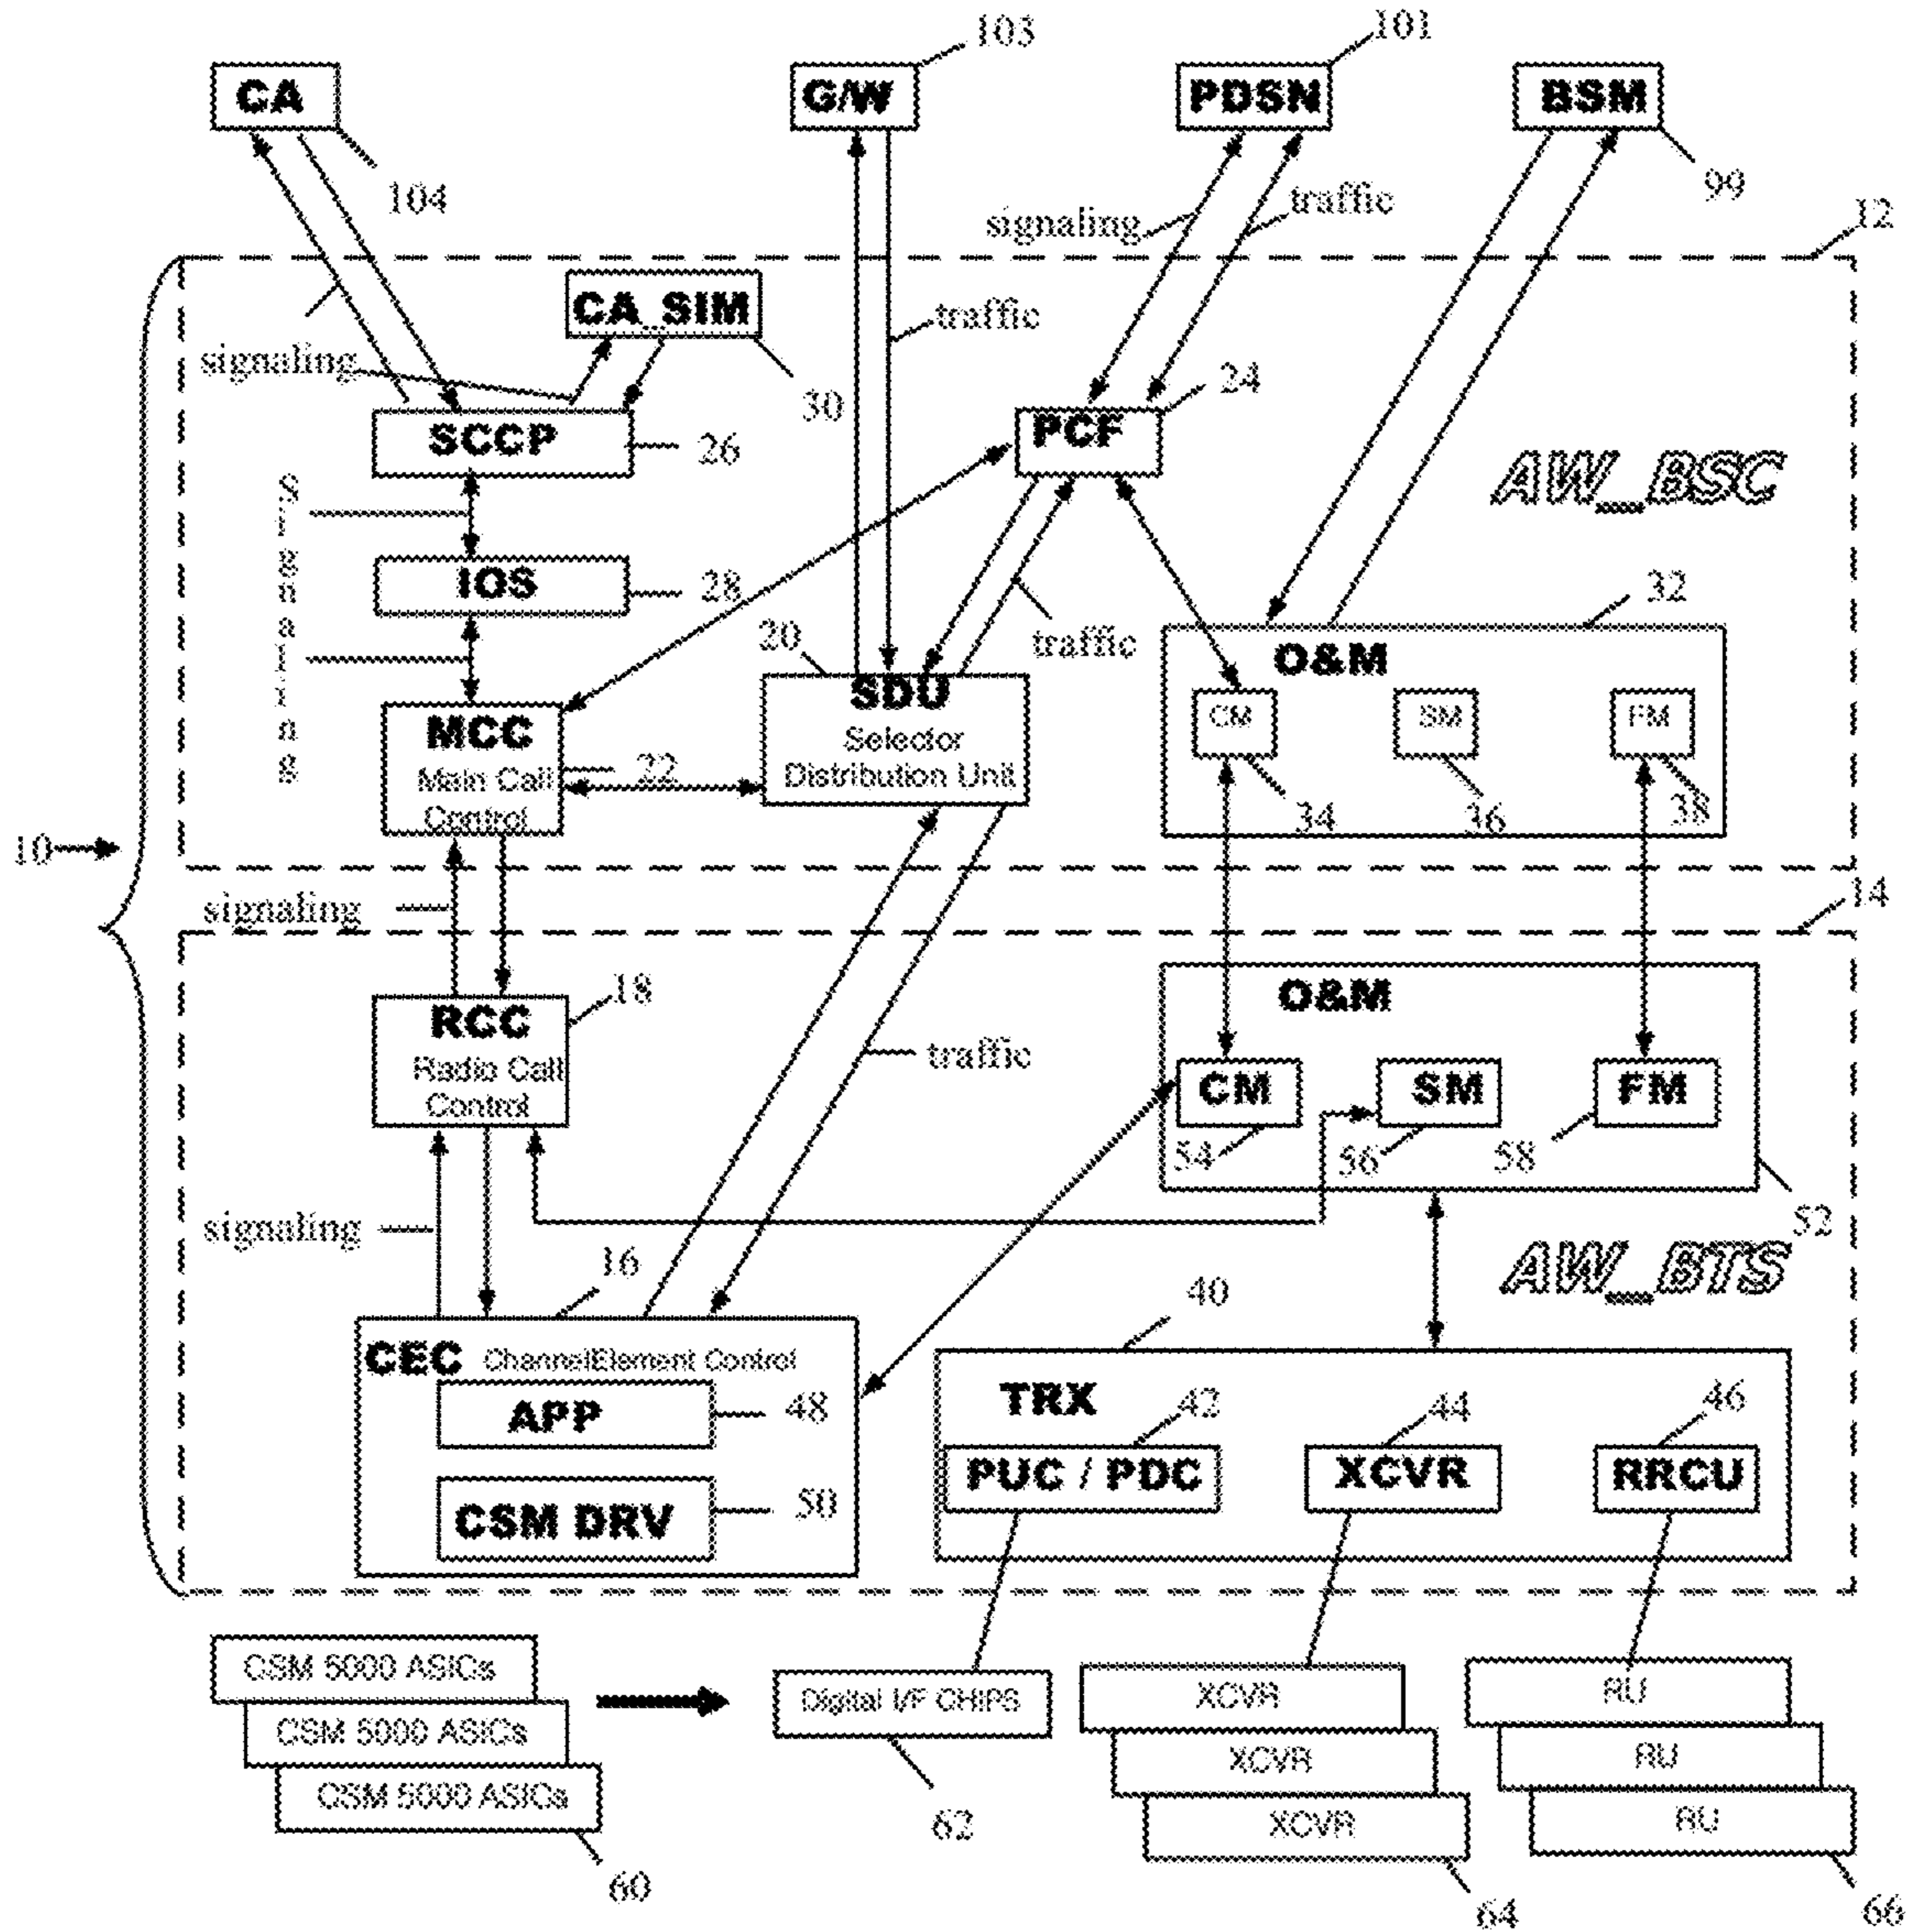 103
101
CA
G/W
PDSN
BSM
104
99
signaling
traffic
12
CA_SIM
traffic
signaling
30
24
SCCP
26
PCF
AW_BSC
Signaling
IOS
28
32
20
traffic
O&M
MCC
Main Call
Control
22
SDU
Selector
Distribution Unit
CM
SM
FM
34
36
38
10
signaling
14
18
RCC
Radio Call
Control
O&M
traffic
CM
SM
FM
54
56
58
signaling
52
16
AW_BTS
40
CEC
ChannelElement Control
APP
48
TRX
42
44
46
PUC / PDC
XCVR
RRCU
CSM DRV
50
CSM 5000 ASICs
CSM 5000 ASICs
CSM 5000 ASICs
Digital I/F CHIPS
XCVR
XCVR
XCVR
RU
RU
RU
62
60
64
66